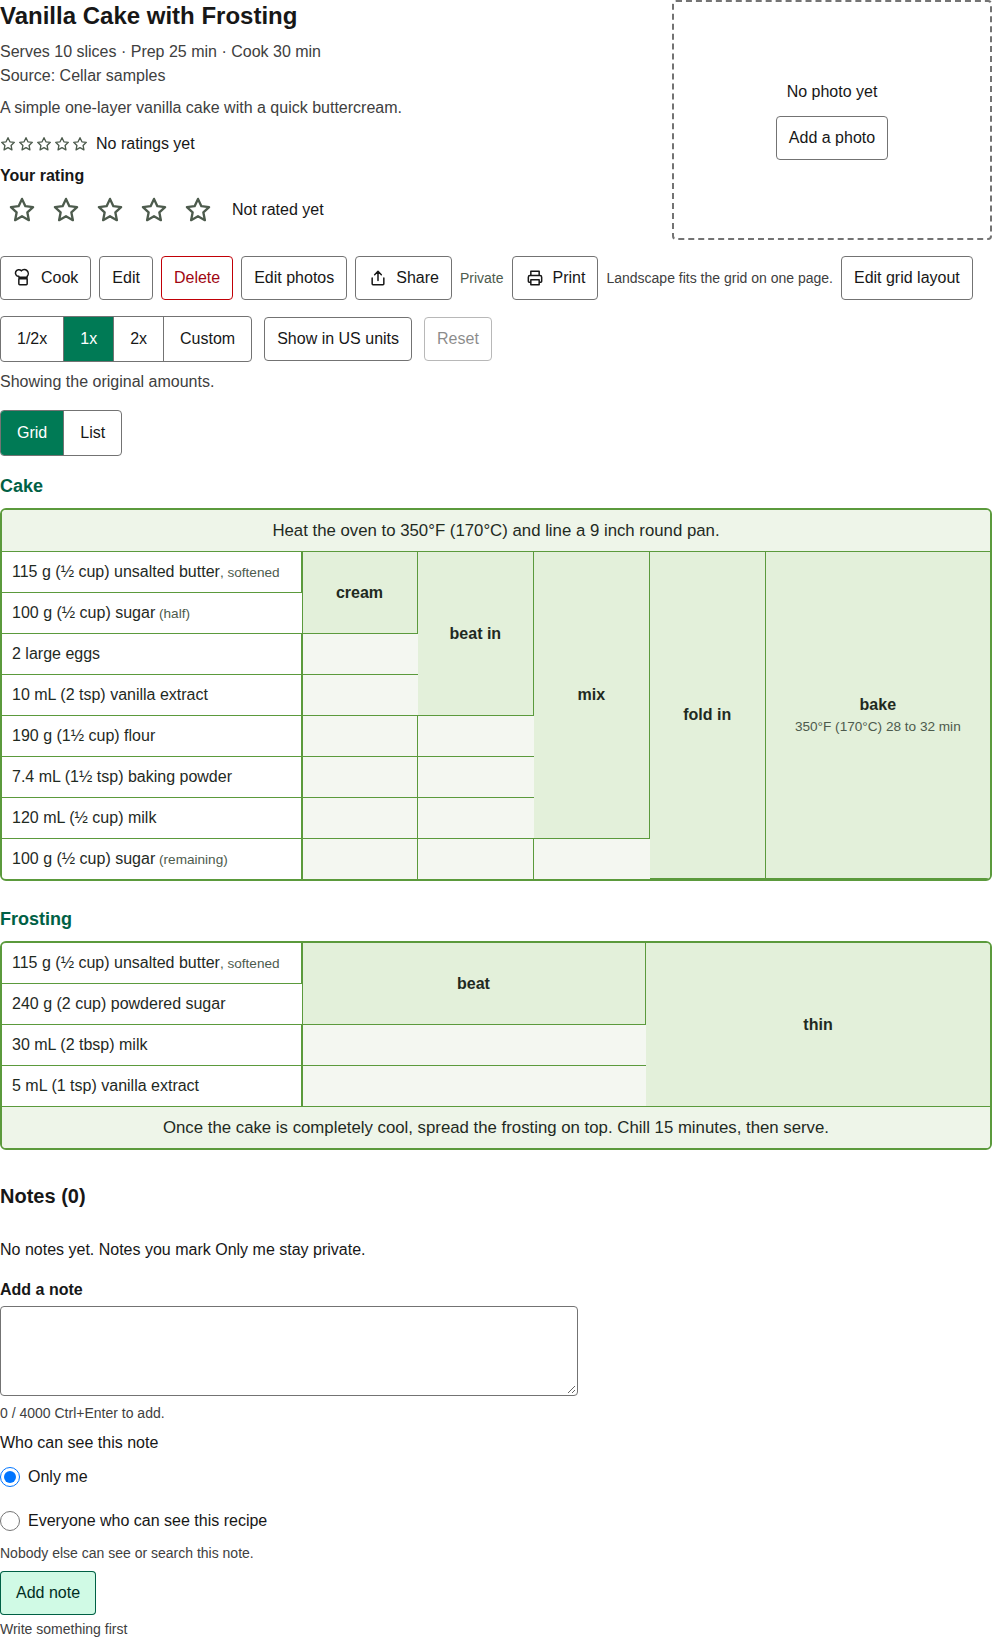 Vanilla Cake with Frosting
Serves 10 slices · Prep 25 min · Cook 30 min
Source: Cellar samples
A simple one-layer vanilla cake with a quick buttercream.
No ratings yet
Your rating
Not rated yet
No photo yet
Add a photo
Cook Edit Delete Edit photos Share Private Print Landscape fits the grid on one page. Edit grid layout
1/2x 1x 2x Custom Show in US units Reset
Showing the original amounts.
Grid List
Cake
Heat the oven to 350°F (170°C) and line a 9 inch round pan.
115 g (½ cup) unsalted butter, softened
100 g (½ cup) sugar (half)
2 large eggs
10 mL (2 tsp) vanilla extract
190 g (1½ cup) flour
7.4 mL (1½ tsp) baking powder
120 mL (½ cup) milk
100 g (½ cup) sugar (remaining)
cream
beat in
mix
fold in
bake
350°F (170°C) 28 to 32 min
Frosting
115 g (½ cup) unsalted butter, softened
240 g (2 cup) powdered sugar
30 mL (2 tbsp) milk
5 mL (1 tsp) vanilla extract
beat
thin
Once the cake is completely cool, spread the frosting on top. Chill 15 minutes, then serve.
Notes (0)
No notes yet. Notes you mark Only me stay private.
Add a note
0 / 4000 Ctrl+Enter to add.
Who can see this note
Only me
Everyone who can see this recipe
Nobody else can see or search this note.
Add note
Write something first